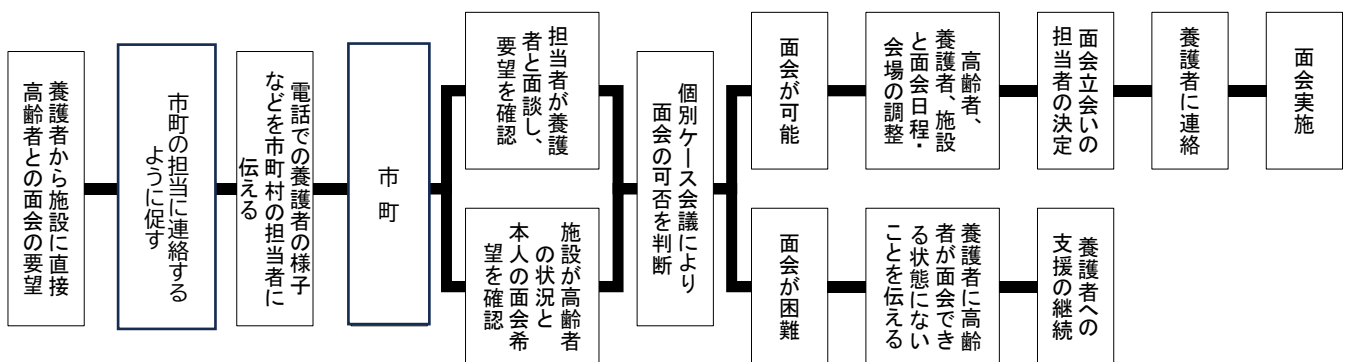 養護者から施設に直接
高齢者との面会の要望
市町の担当に連絡する
ように促す
電話での養護者の様子
などを市町村の担当者に
伝える
市町
担当者が養護
者と面談し、
要望を確認
施設が高齢者
の状況と
本人の面会希
望を確認
個別ケース会議により
面会の可否を判断
面会が可能
高齢者、
養護者、施設
と面会日程・
会場の調整
面会立会いの
担当者の決定
養護者に連絡
面会実施
面会が困難
養護者に高齢
者が面会でき
る状態にない
ことを伝える
養護者への
支援の継続